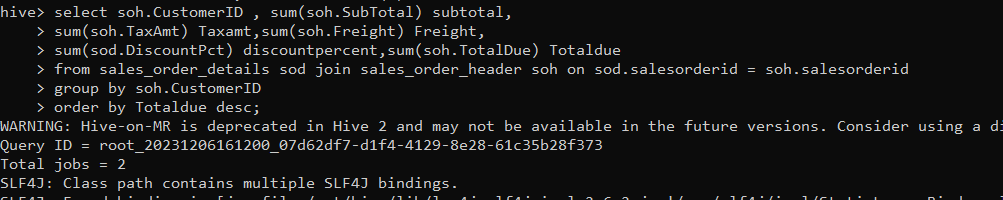 hive> select soh.CustomerID , sum(soh.SubTotal) subtotal,
> sum(soh.TaxAmt) Taxamt,sum(soh.Freight) Freight,
> sum(sod.DiscountPct) discountpercent,sum(soh.TotalDue) Totaldue
> from sales_order_details sod join sales_order_header soh on sod.salesorderid = soh.salesorderid
> group by soh.CustomerID
> order by Totaldue desc;
WARNING: Hive-on-MR is deprecated in Hive 2 and may not be available in the future versions. Consider using a di
Query ID = root_20231206161200_07d62df7-d1f4-4129-8e28-61c35b28f373
Total jobs = 2
SLF4J: Class path contains multiple SLF4J bindings.